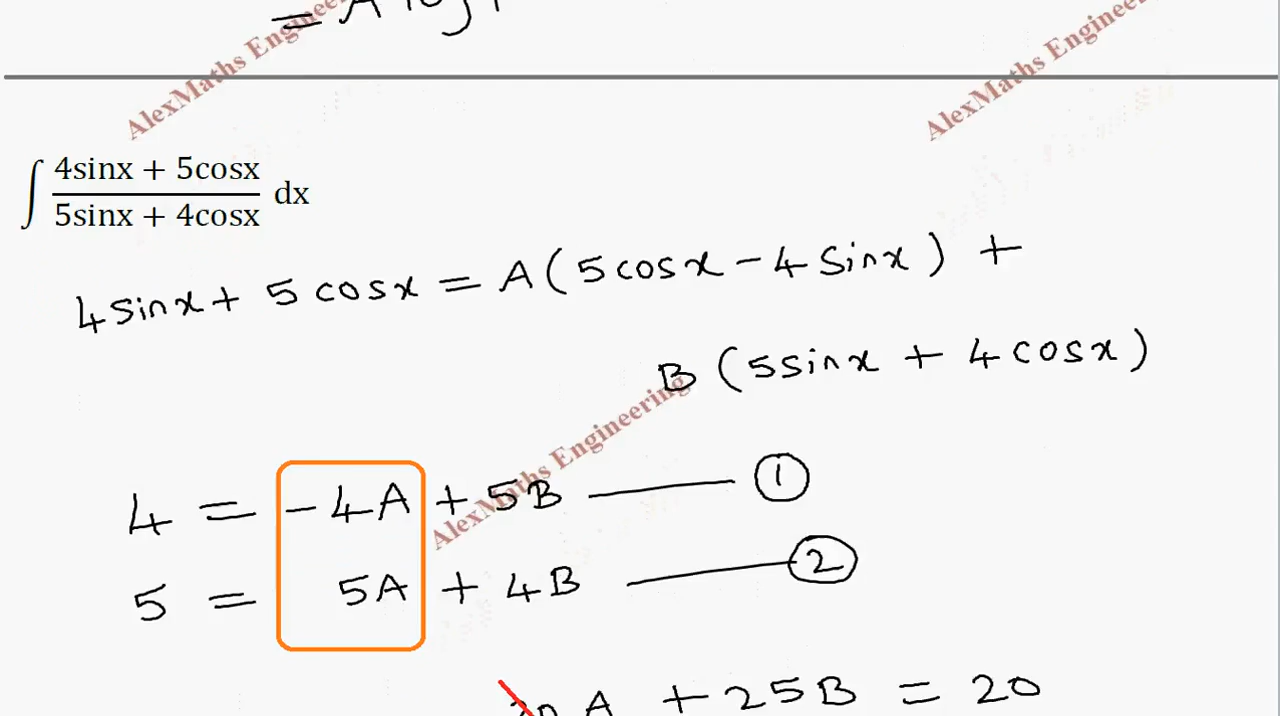 = A log
AlexMaths Engineering
AlexMaths Engineering
∫ (4sinx + 5cosx)/(5sinx + 4cosx) dx
4sinx + 5cosx = A(5cosx - 4sinx) +
B(5sinx + 4cosx)
AlexMaths Engineering
4 = -4A + 5B ——— ①
5 = 5A + 4B ——— ②
A + 25B = 20